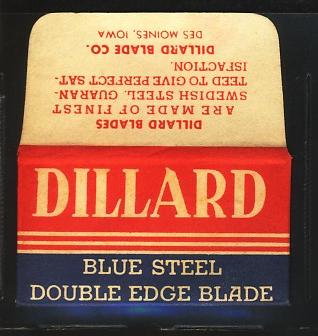 DILLARD BLADES
ARE MADE OF FINEST
SWEDISH STEEL. GUARAN-
TEED TO GIVE PERFECT SAT-
ISFACTION.
DILLARD BLADE CO.
DES MOINES, IOWA
DILLARD
BLUE STEEL
DOUBLE EDGE BLADE